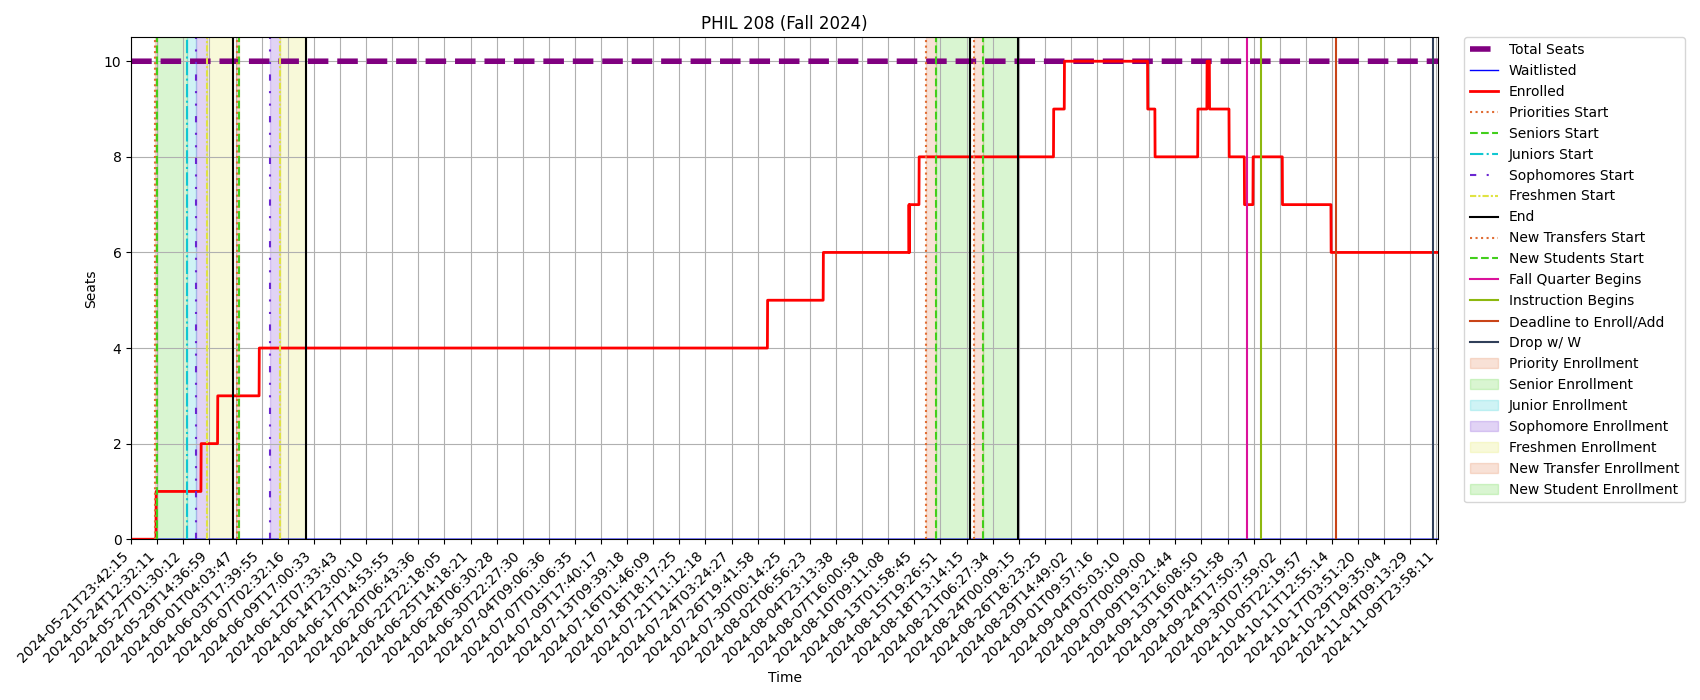 PHIL 208 (Fall 2024)
Seats
10
8
6
4
2
0
2024-05-21T23:42:15
2024-05-24T12:32:11
2024-05-27T01:30:12
2024-05-29T14:36:59
2024-06-01T04:03:47
2024-06-03T17:39:55
2024-06-07T02:32:16
2024-06-09T17:00:33
2024-06-12T07:33:43
2024-06-14T23:00:10
2024-06-17T14:53:55
2024-06-20T06:43:36
2024-06-22T22:18:05
2024-06-25T14:18:21
2024-06-28T06:30:28
2024-06-30T22:27:30
2024-07-04T09:06:36
2024-07-07T01:06:35
2024-07-09T17:40:17
2024-07-13T09:39:18
2024-07-16T01:46:09
2024-07-18T18:17:25
2024-07-21T11:12:18
2024-07-24T03:24:27
2024-07-26T19:41:58
2024-07-30T00:14:25
2024-08-02T06:56:23
2024-08-04T23:13:38
2024-08-07T16:00:58
2024-08-10T09:11:08
2024-08-13T01:58:45
2024-08-15T19:26:51
2024-08-18T13:14:15
2024-08-21T06:27:34
2024-08-24T00:09:15
2024-08-26T18:23:25
2024-08-29T14:49:02
2024-09-01T09:57:16
2024-09-04T05:03:10
2024-09-07T00:09:00
2024-09-09T19:21:44
2024-09-13T16:08:50
2024-09-19T04:51:58
2024-09-24T17:50:37
2024-09-30T07:59:02
2024-10-05T22:19:57
2024-10-11T12:55:14
2024-10-17T03:51:20
2024-10-29T19:35:04
2024-11-04T09:13:29
2024-11-09T23:58:11
Time
Total Seats
Waitlisted
Enrolled
Priorities Start
Seniors Start
Juniors Start
Sophomores Start
Freshmen Start
End
New Transfers Start
New Students Start
Fall Quarter Begins
Instruction Begins
Deadline to Enroll/Add
Drop w/ W
Priority Enrollment
Senior Enrollment
Junior Enrollment
Sophomore Enrollment
Freshmen Enrollment
New Transfer Enrollment
New Student Enrollment